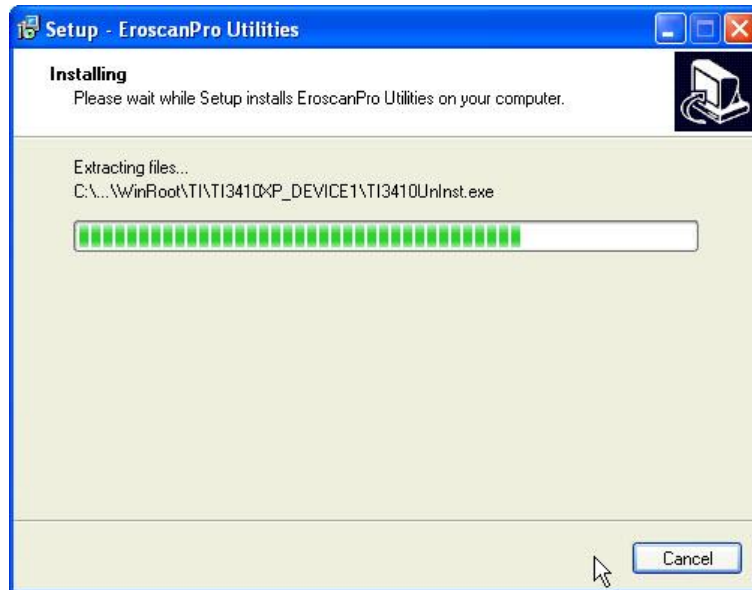 Setup - EroscanPro Utilities
Installing
Please wait while Setup installs EroscanPro Utilities on your computer.
Extracting files...
C:\...\WinRoot\TI\TI3410XP_DEVICE1\TI3410UnInst.exe
Cancel